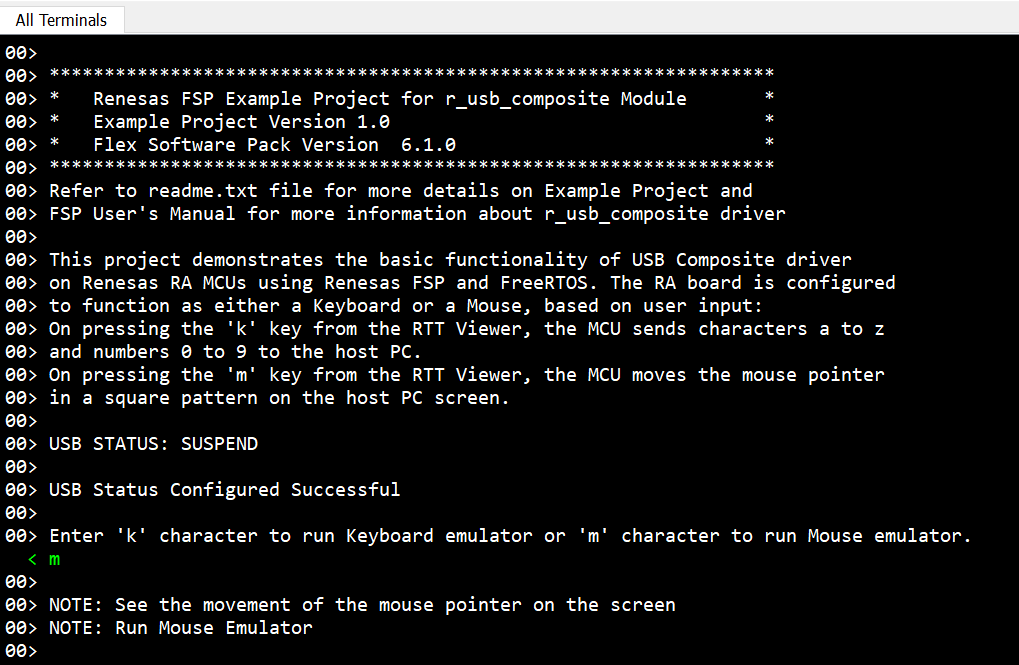 All Terminals
00>
00> ******************************************************************
00> *   Renesas FSP Example Project for r_usb_composite Module       *
00> *   Example Project Version 1.0                                  *
00> *   Flex Software Pack Version  6.1.0                            *
00> ******************************************************************
00> Refer to readme.txt file for more details on Example Project and
00> FSP User's Manual for more information about r_usb_composite driver
00>
00> This project demonstrates the basic functionality of USB Composite driver
00> on Renesas RA MCUs using Renesas FSP and FreeRTOS. The RA board is configured
00> to function as either a Keyboard or a Mouse, based on user input:
00> On pressing the 'k' key from the RTT Viewer, the MCU sends characters a to z
00> and numbers 0 to 9 to the host PC.
00> On pressing the 'm' key from the RTT Viewer, the MCU moves the mouse pointer
00> in a square pattern on the host PC screen.
00>
00> USB STATUS: SUSPEND
00>
00> USB Status Configured Successful
00>
00> Enter 'k' character to run Keyboard emulator or 'm' character to run Mouse emulator.
  < m
00>
00> NOTE: See the movement of the mouse pointer on the screen
00> NOTE: Run Mouse Emulator
00>